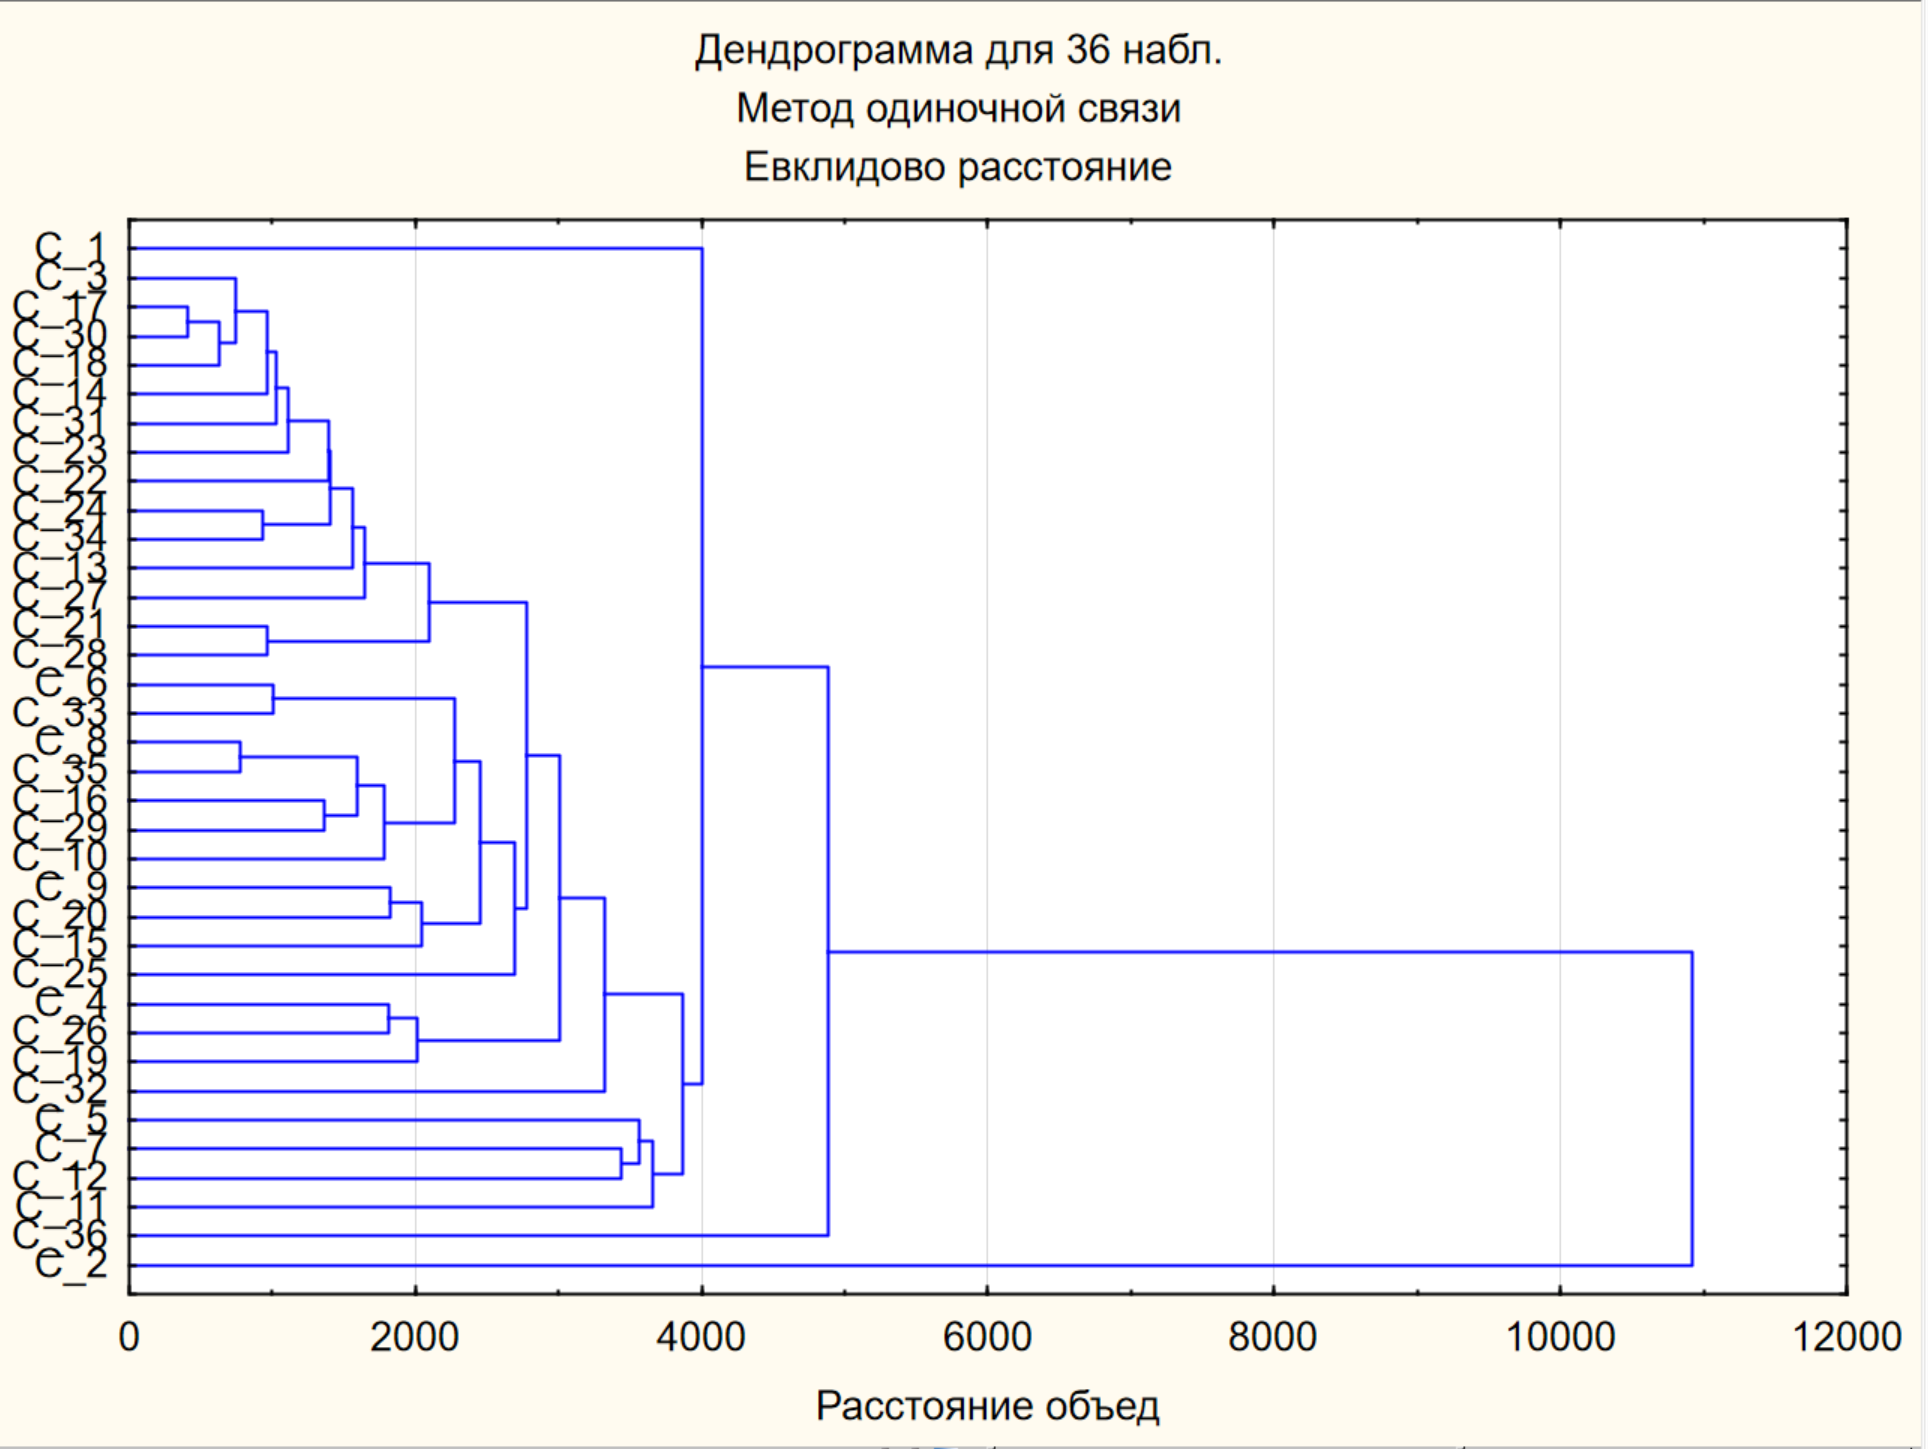 Дендрограмма для 36 набл.
Метод одиночной связи
Евклидово расстояние
C_1
C_3
C_17
C_30
C_18
C_14
C_31
C_23
C_22
C_24
C_34
C_13
C_27
C_21
C_28
C_6
C_33
C_8
C_35
C_16
C_29
C_10
C_9
C_20
C_15
C_25
C_4
C_26
C_19
C_32
C_5
C_7
C_12
C_11
C_36
C_2
0 2000 4000 6000 8000 10000 12000
Расстояние объед